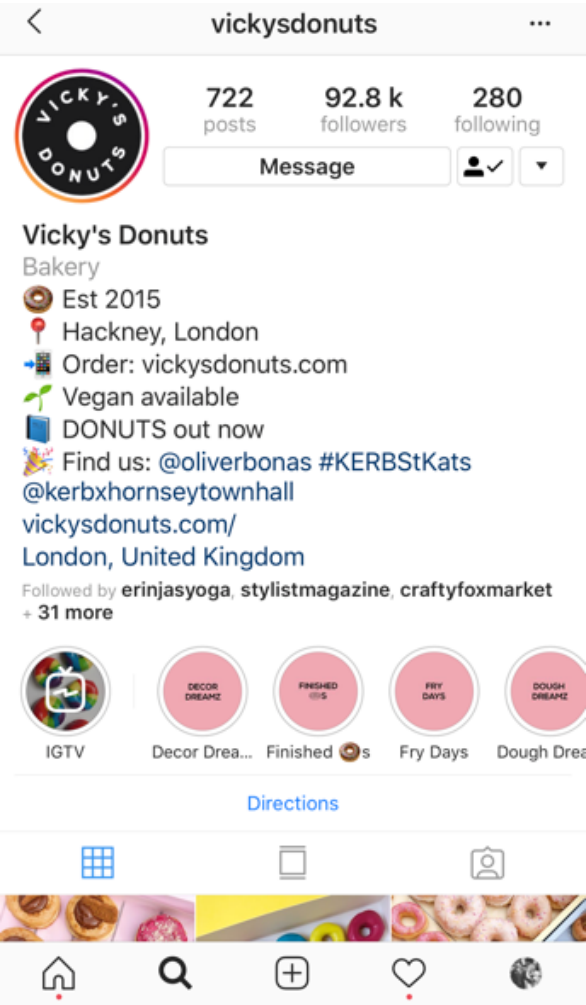 vickysdonuts
VICKY'S
DONUTS
722
posts
92.8 k
followers
280
following
Message
Vicky's Donuts
Bakery
Est 2015
Hackney, London
Order: vickysdonuts.com
Vegan available
DONUTS out now
Find us: @oliverbonas #KERBStKats
@kerbxhornseytownhall
vickysdonuts.com/
London, United Kingdom
Followed by erinjasyoga, stylistmagazine, craftyfoxmarket
+ 31 more
DECOR
DREAMZ
FINISHED
S
FRY
DAYS
DOUGH
DREAMZ
IGTV
Decor Drea...
Finished 🍩s
Fry Days
Dough Drea
Directions